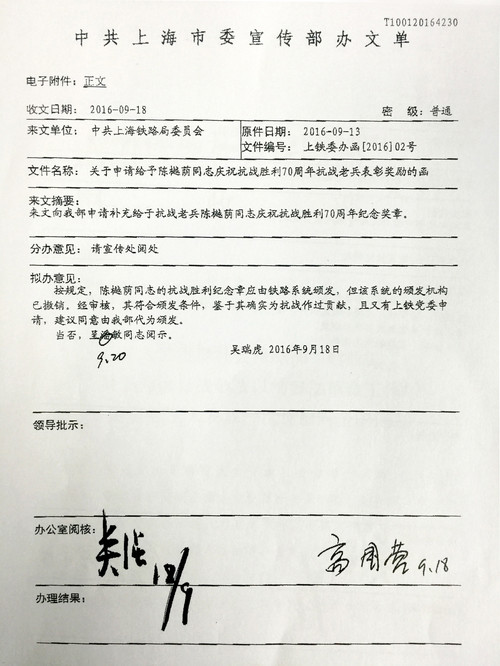 T100120164230
中共上海市委宣传部办文单
电子附件：正文
收文日期： 2016-09-18 密 级：普通
来文单位： 中共上海铁路局委员会 原件日期： 2016-09-13
文件编号： 上铁委办函[2016]02号
文件名称： 关于申请给予陈樾荫同志庆祝抗战胜利70周年抗战老兵表彰奖励的函
来文摘要：
来文向我部申请补充给于抗战老兵陈樾荫同志庆祝抗战胜利70周年纪念奖章。
分办意见： 请宣传处阅处
拟办意见：
按规定，陈樾荫同志的抗战胜利纪念章应由铁路系统颁发，但该系统的颁发机构
已撤销。经审核，其符合颁发条件，鉴于其确实为抗战作过贡献，且又有上铁党委申
请，建议同意由我部代为颁发。
当否，呈海敏同志阅示。
9.20
吴瑞虎 2016年9月18日
领导批示：
办公室阅核：
18/9
高国营 9.18
办理结果：